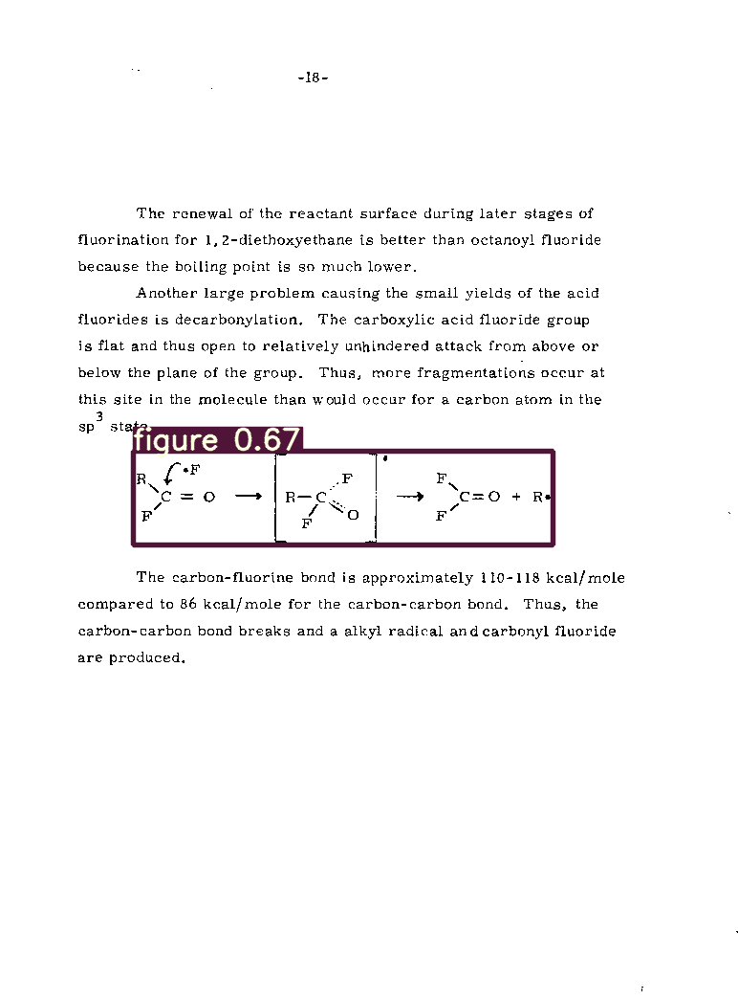 -18-
The renewal of the reactant surface during later stages of
fluorination for 1, 2-diethoxyethane is better than octanoyl fluoride
because the boiling point is so much lower.
Another large problem causing the small yields of the acid
fluorides is decarbonylation. The carboxylic acid fluoride group
is flat and thus open to relatively unhindered attack from above or
below the plane of the group. Thus, more fragmentations occur at
this site in the molecule than would occur for a carbon atom in the
sp3
figure 0.67
R •F F F
C = O → R—C → C=O + R•
F F O F
The carbon-fluorine bond is approximately 110-118 kcal/mole
compared to 86 kcal/mole for the carbon-carbon bond. Thus, the
carbon-carbon bond breaks and a alkyl radical and carbonyl fluoride
are produced.